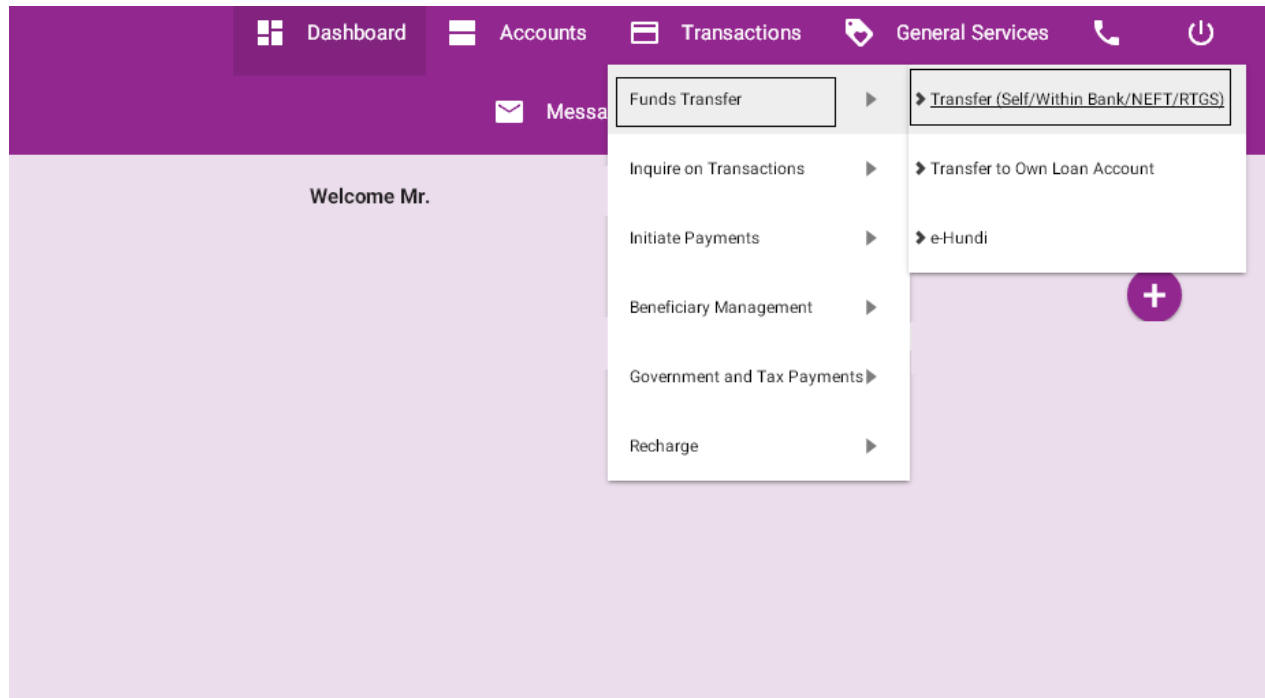 Dashboard
Accounts
Transactions
General Services
Messa
Funds Transfer
Transfer (Self/Within Bank/NEFT/RTGS)
Inquire on Transactions
Transfer to Own Loan Account
Welcome Mr.
Initiate Payments
e-Hundi
Beneficiary Management
Government and Tax Payments
Recharge